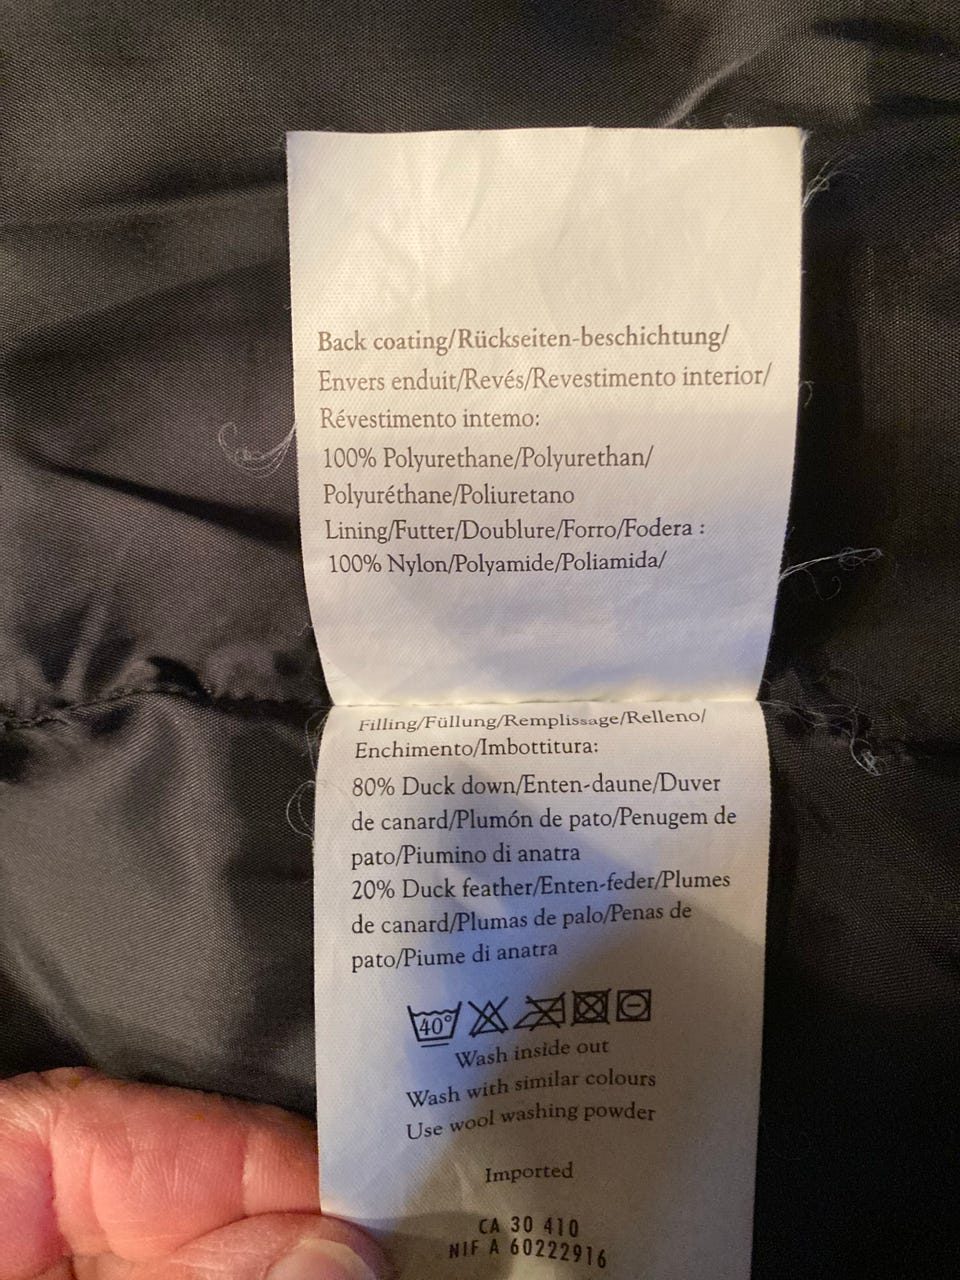 Back coating/Rückseiten-beschichtung/
Envers enduit/Revés/Revestimento interior/
Révestimento intemo:
100% Polyurethane/Polyurethan/
Polyuréthane/Poliuretano
Lining/Futter/Doublure/Forro/Fodera :
100% Nylon/Polyamide/Poliamida/
Filling/Füllung/Remplissage/Relleno/
Enchimento/Imbottitura:
80% Duck down/Enten-daune/Duver
de canard/Plumón de pato/Penugem de
pato/Piumino di anatra
20% Duck feather/Enten-feder/Plumes
de canard/Plumas de palo/Penas de
pato/Piume di anatra
40°
Wash inside out
Wash with similar colours
Use wool washing powder
Imported
CA 30 410
NIF A 60222916